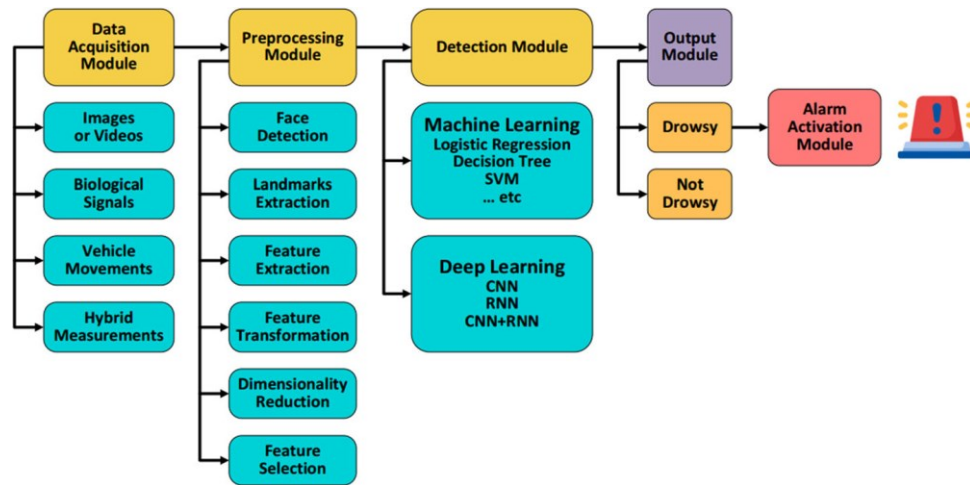 Data
Acquisition
Module
Images
or Videos
Biological
Signals
Vehicle
Movements
Hybrid
Measurements
Preprocessing
Module
Face
Detection
Landmarks
Extraction
Feature
Extraction
Feature
Transformation
Dimensionality
Reduction
Feature
Selection
Detection Module
Machine Learning
Logistic Regression
Decision Tree
SVM
... etc
Deep Learning
CNN
RNN
CNN+RNN
Output
Module
Drowsy
Not
Drowsy
Alarm
Activation
Module
!